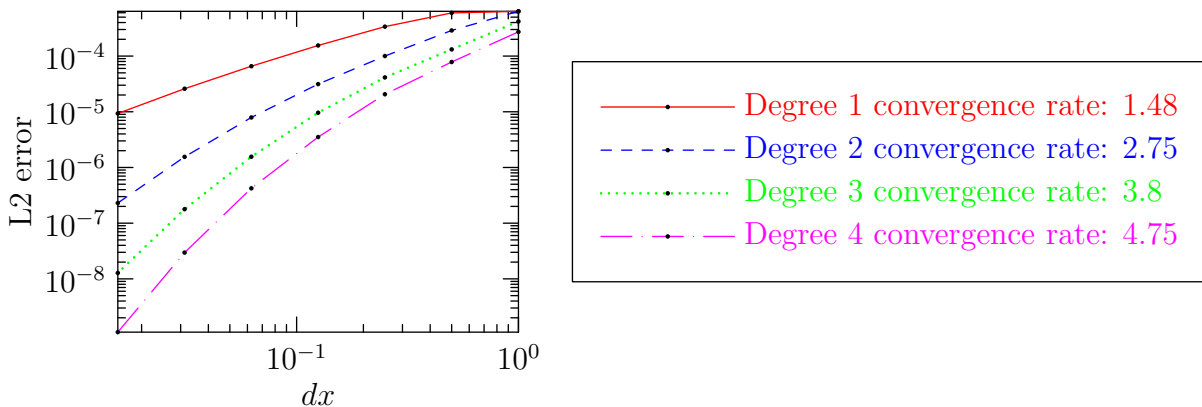 10⁻⁴
10⁻⁵
10⁻⁶
10⁻⁷
10⁻⁸
L2 error
10⁻¹
10⁰
dx
Degree 1 convergence rate: 1.48
Degree 2 convergence rate: 2.75
Degree 3 convergence rate: 3.8
Degree 4 convergence rate: 4.75